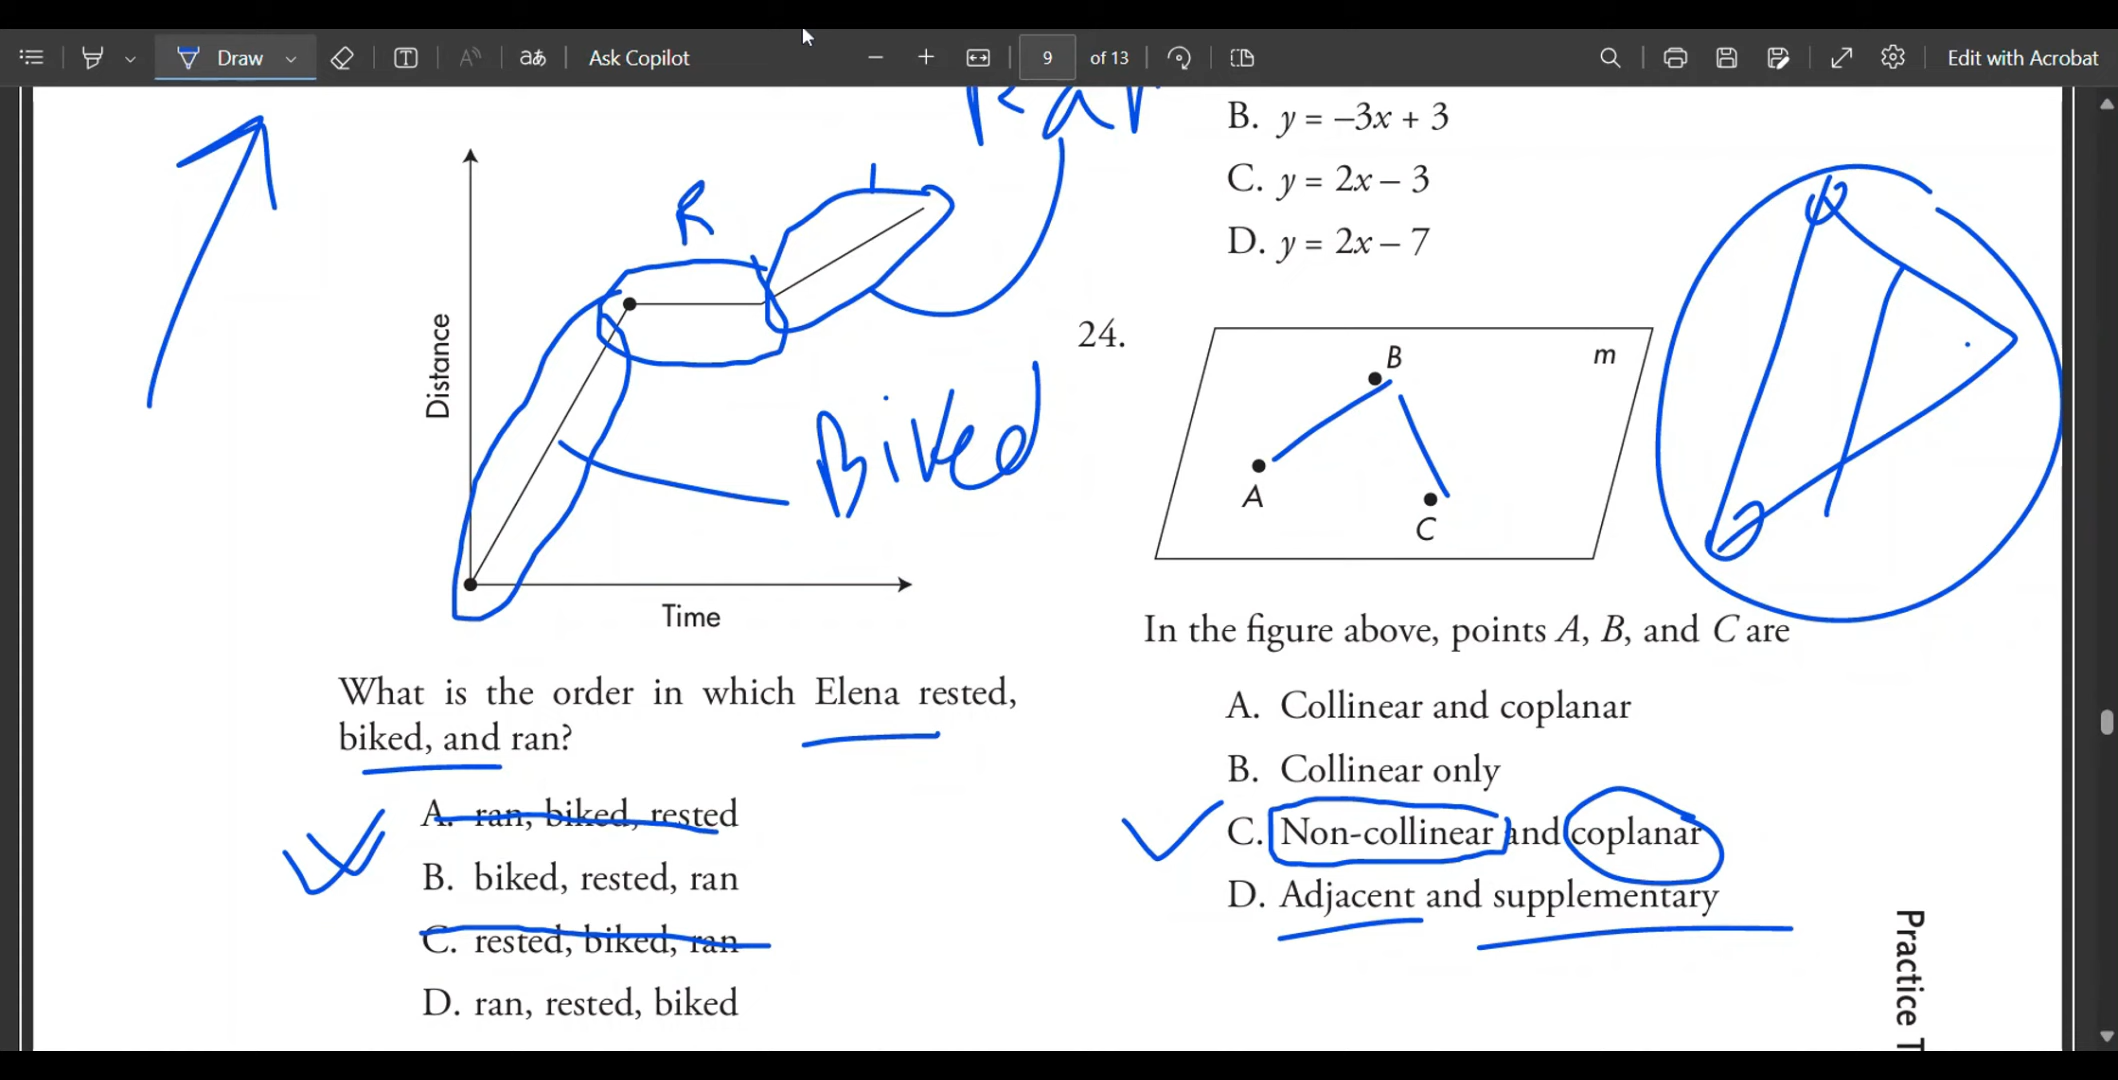 Draw
aあ
Ask Copilot
9 of 13
Edit with Acrobat
Ran
R
Biked
Distance
Time
What is the order in which Elena rested,
biked, and ran?
A. ran, biked, rested
B. biked, rested, ran
C. rested, biked, ran
D. ran, rested, biked
B. y = –3x + 3
C. y = 2x – 3
D. y = 2x – 7
24.
B
m
A
C
In the figure above, points A, B, and C are
A. Collinear and coplanar
B. Collinear only
C. Non-collinear and coplanar
D. Adjacent and supplementary
Practice T